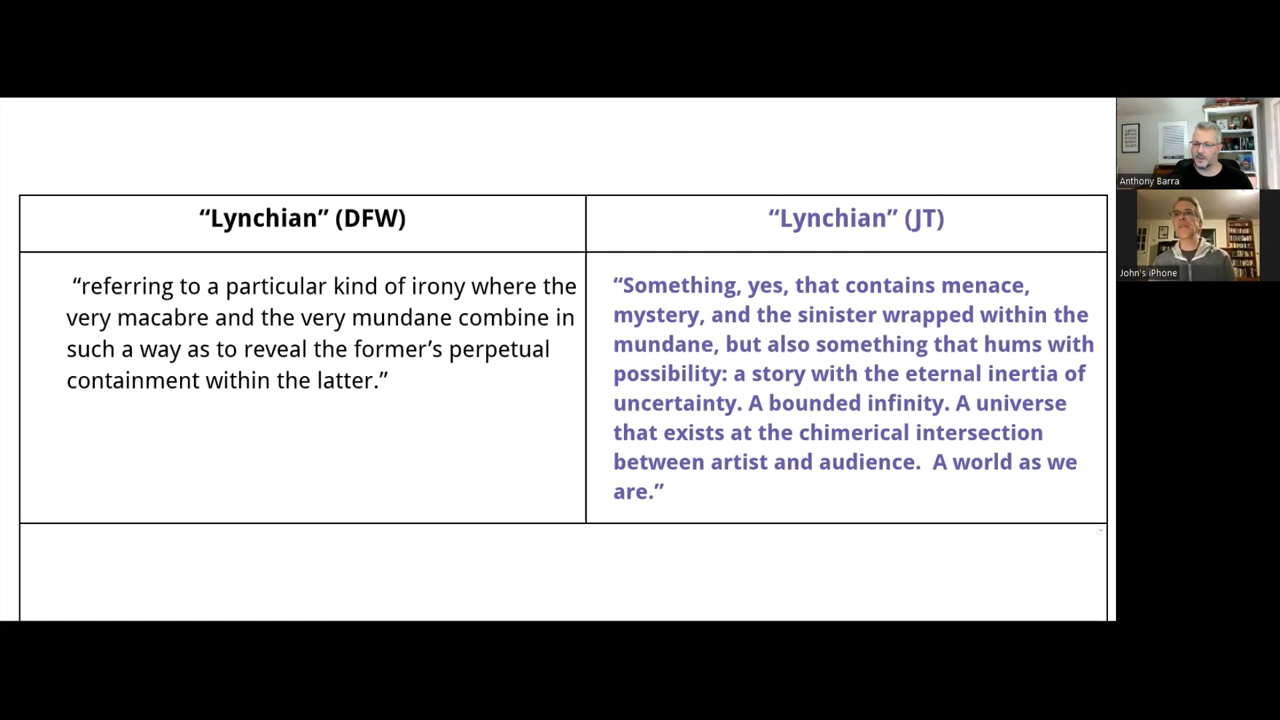 “Lynchian” (DFW)
“Lynchian” (JT)
“referring to a particular kind of irony where the
very macabre and the very mundane combine in
such a way as to reveal the former’s perpetual
containment within the latter.”
“Something, yes, that contains menace,
mystery, and the sinister wrapped within the
mundane, but also something that hums with
possibility: a story with the eternal inertia of
uncertainty. A bounded infinity. A universe
that exists at the chimerical intersection
between artist and audience.  A world as we
are.”
Anthony Barra
John's iPhone